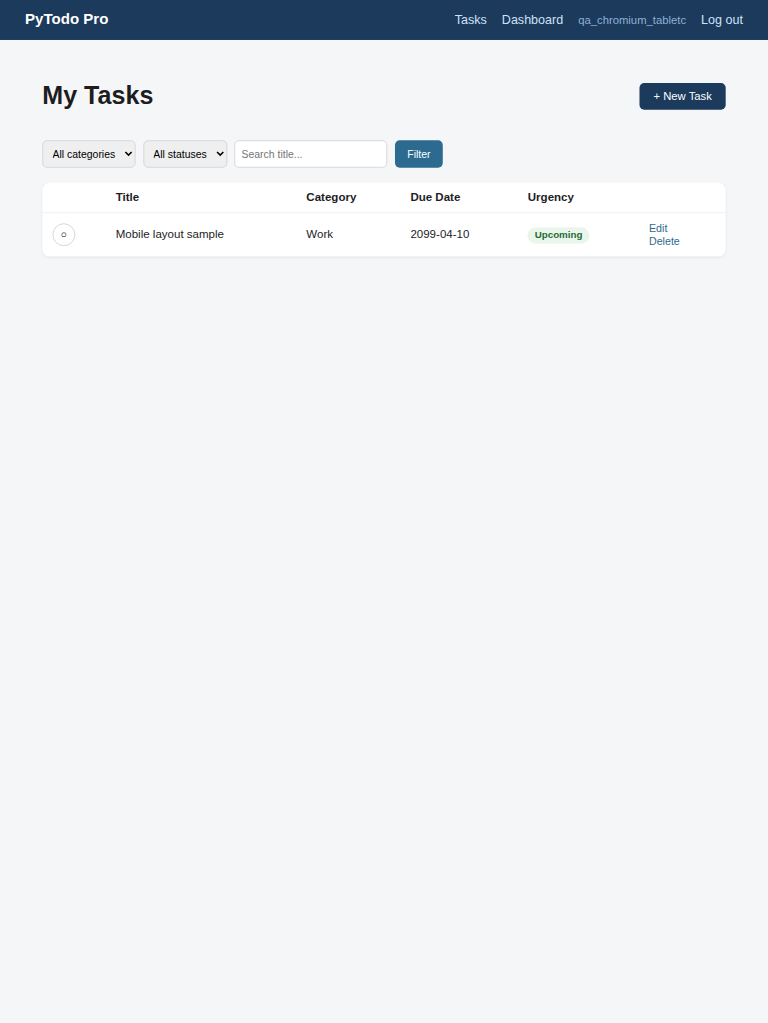 PyTodo Pro
Tasks Dashboard qa_chromium_tabletc Log out
My Tasks
+ New Task
All categories All statuses Search title... Filter
Title Category Due Date Urgency
Mobile layout sample Work 2099-04-10 Upcoming Edit
Delete